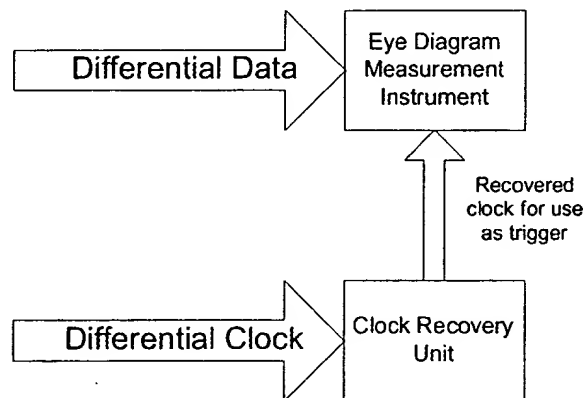 Differential Data
Eye Diagram
Measurement
Instrument
Recovered
clock for use
as trigger
Differential Clock
Clock Recovery
Unit